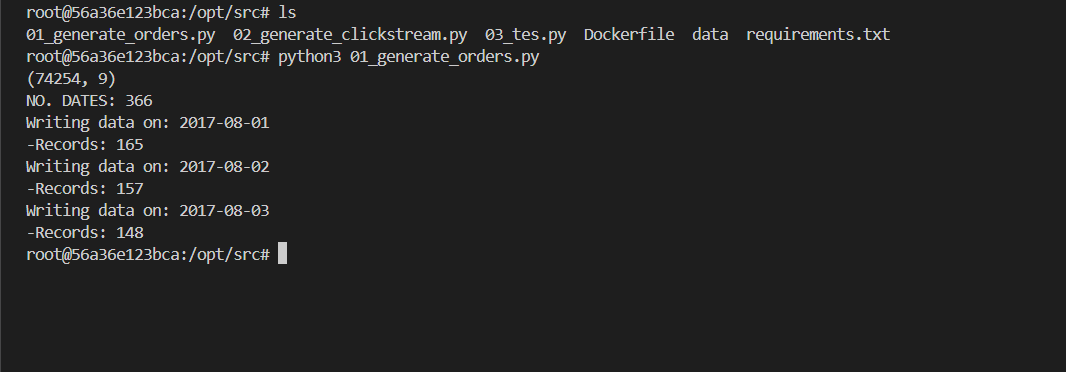 root@56a36e123bca:/opt/src# ls
01_generate_orders.py  02_generate_clickstream.py  03_tes.py  Dockerfile  data  requirements.txt
root@56a36e123bca:/opt/src# python3 01_generate_orders.py
(74254, 9)
NO. DATES: 366
Writing data on: 2017-08-01
-Records: 165
Writing data on: 2017-08-02
-Records: 157
Writing data on: 2017-08-03
-Records: 148
root@56a36e123bca:/opt/src#